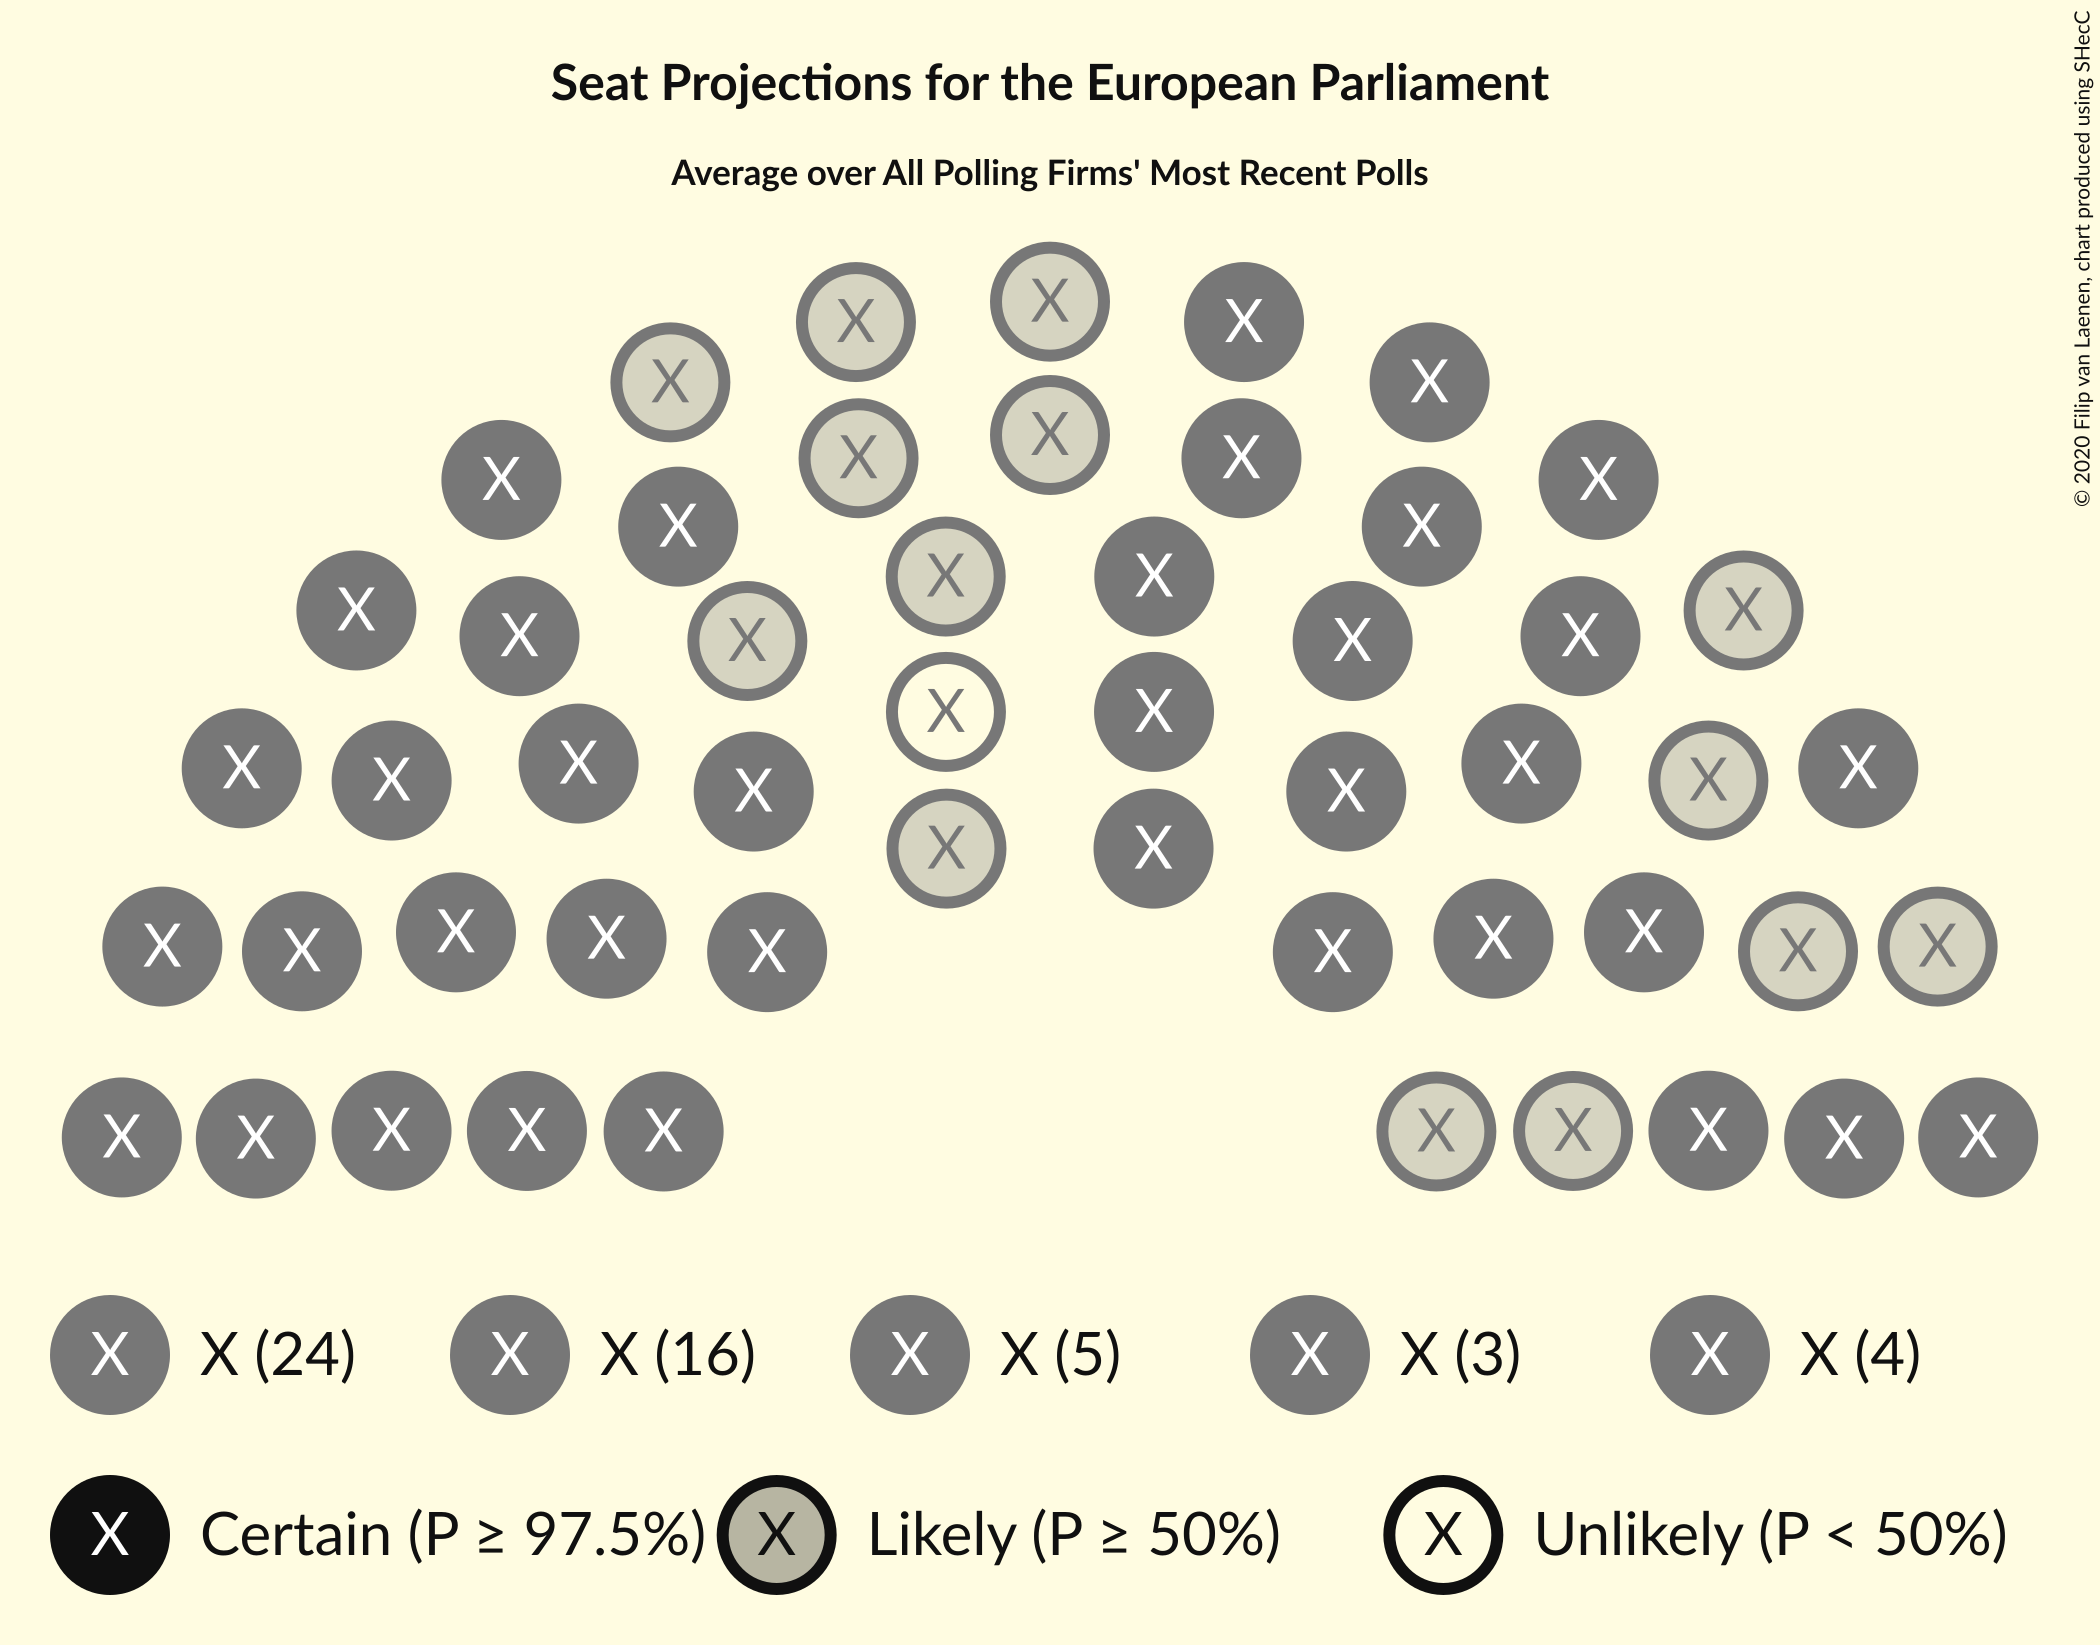 Seat Projections for the European Parliament
Average over All Polling Firms' Most Recent Polls
© 2020 Filip van Laenen, chart produced using SHecC
X X X
X X
X X X
X X
X X
X X
X X
X X X X
X X
X X X X X X X X
X X
X X X X X X X X X X
X X X X X X X X X X
X X (24) X X (16) X X (5) X X (3) X X (4)
X Certain (P ≥ 97.5%) X Likely (P ≥ 50%) X Unlikely (P < 50%)